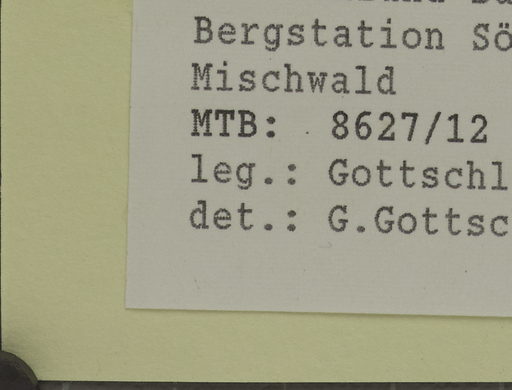 Bergstation Sö
Mischwald
MTB: 8627/12
leg.: Gottschl
det.: G.Gottsc